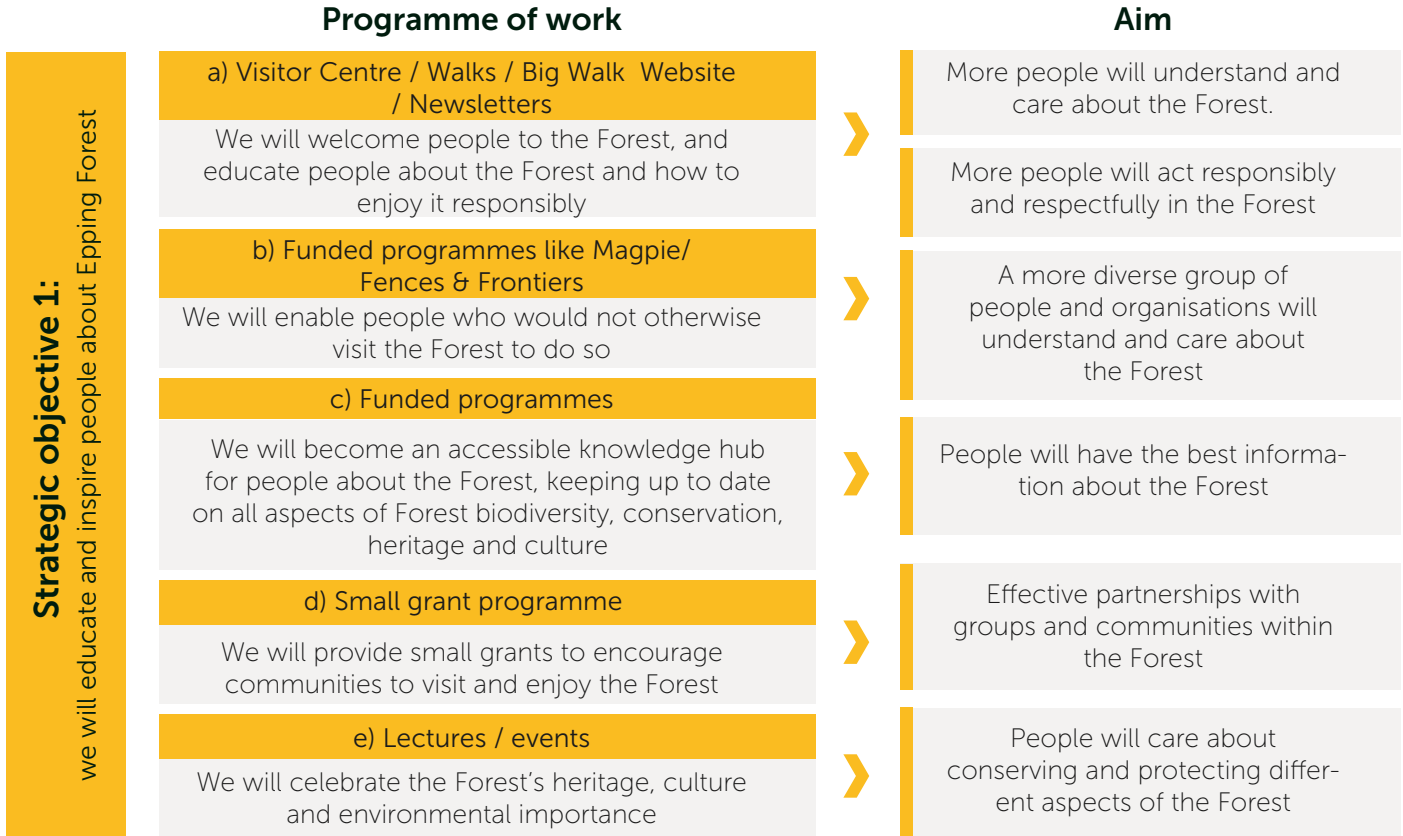 Programme of work
Aim
Strategic objective 1:
we will educate and inspire people about Epping Forest
a) Visitor Centre / Walks / Big Walk Website
/ Newsletters
We will welcome people to the Forest, and
educate people about the Forest and how to
enjoy it responsibly
More people will understand and
care about the Forest.
More people will act responsibly
and respectfully in the Forest
b) Funded programmes like Magpie/
Fences & Frontiers
We will enable people who would not otherwise
visit the Forest to do so
A more diverse group of
people and organisations will
understand and care about
the Forest
c) Funded programmes
We will become an accessible knowledge hub
for people about the Forest, keeping up to date
on all aspects of Forest biodiversity, conservation,
heritage and culture
People will have the best informa-
tion about the Forest
d) Small grant programme
We will provide small grants to encourage
communities to visit and enjoy the Forest
Effective partnerships with
groups and communities within
the Forest
e) Lectures / events
We will celebrate the Forest's heritage, culture
and environmental importance
People will care about
conserving and protecting differ-
ent aspects of the Forest